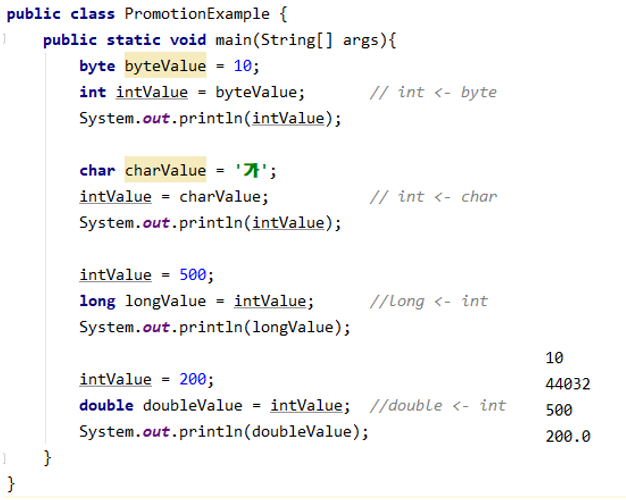 public class PromotionExample {
public static void main(String[] args){
byte byteValue = 10;
int intValue = byteValue; // int <- byte
System.out.println(intValue);
char charValue = '가';
intValue = charValue; // int <- char
System.out.println(intValue);
intValue = 500;
long longValue = intValue; //long <- int
System.out.println(longValue);
intValue = 200;
double doubleValue = intValue; //double <- int
System.out.println(doubleValue);
}
}
10
44032
500
200.0